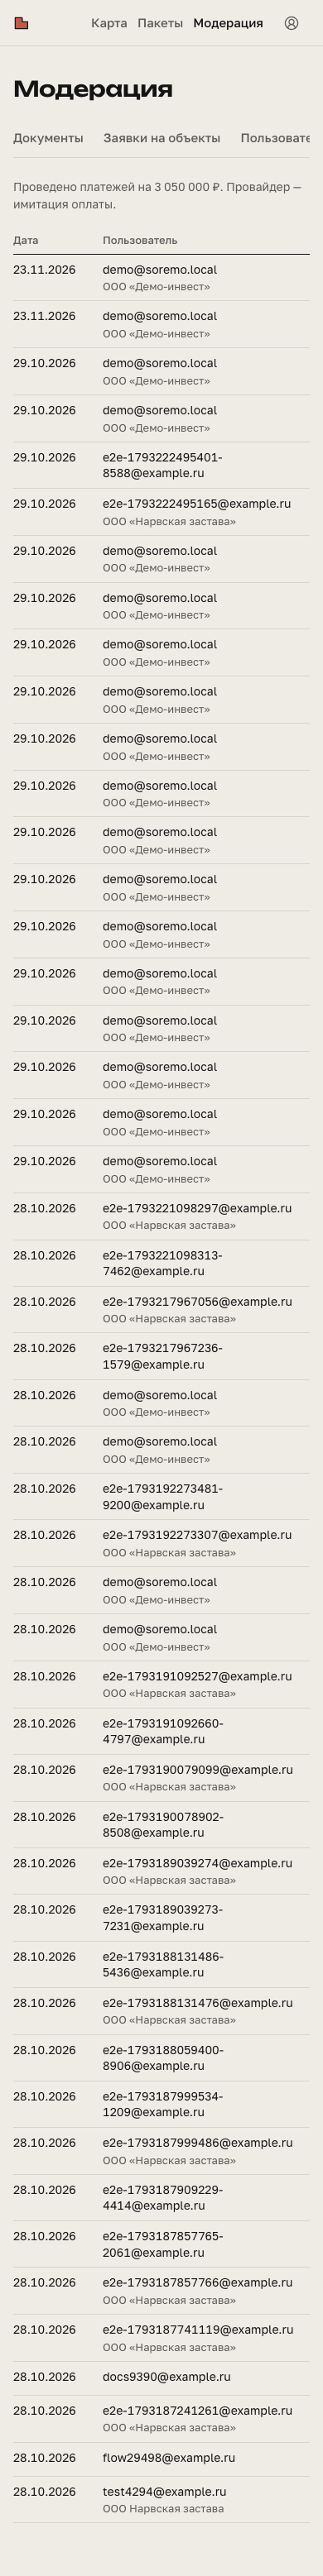 Карта Пакеты Модерация
Модерация
Документы Заявки на объекты Пользовате
Проведено платежей на 3 050 000 ₽. Провайдер —
имитация оплаты.
Дата Пользователь
23.11.2026 demo@soremo.local
ООО «Демо-инвест»
23.11.2026 demo@soremo.local
ООО «Демо-инвест»
29.10.2026 demo@soremo.local
ООО «Демо-инвест»
29.10.2026 demo@soremo.local
ООО «Демо-инвест»
29.10.2026 e2e-1793222495401-
8588@example.ru
29.10.2026 e2e-1793222495165@example.ru
ООО «Нарвская застава»
29.10.2026 demo@soremo.local
ООО «Демо-инвест»
29.10.2026 demo@soremo.local
ООО «Демо-инвест»
29.10.2026 demo@soremo.local
ООО «Демо-инвест»
29.10.2026 demo@soremo.local
ООО «Демо-инвест»
29.10.2026 demo@soremo.local
ООО «Демо-инвест»
29.10.2026 demo@soremo.local
ООО «Демо-инвест»
29.10.2026 demo@soremo.local
ООО «Демо-инвест»
29.10.2026 demo@soremo.local
ООО «Демо-инвест»
29.10.2026 demo@soremo.local
ООО «Демо-инвест»
29.10.2026 demo@soremo.local
ООО «Демо-инвест»
29.10.2026 demo@soremo.local
ООО «Демо-инвест»
29.10.2026 demo@soremo.local
ООО «Демо-инвест»
29.10.2026 demo@soremo.local
ООО «Демо-инвест»
29.10.2026 demo@soremo.local
ООО «Демо-инвест»
28.10.2026 e2e-1793221098297@example.ru
ООО «Нарвская застава»
28.10.2026 e2e-1793221098313-
7462@example.ru
28.10.2026 e2e-1793217967056@example.ru
ООО «Нарвская застава»
28.10.2026 e2e-1793217967236-
1579@example.ru
28.10.2026 demo@soremo.local
ООО «Демо-инвест»
28.10.2026 demo@soremo.local
ООО «Демо-инвест»
28.10.2026 e2e-1793192273481-
9200@example.ru
28.10.2026 e2e-1793192273307@example.ru
ООО «Нарвская застава»
28.10.2026 demo@soremo.local
ООО «Демо-инвест»
28.10.2026 demo@soremo.local
ООО «Демо-инвест»
28.10.2026 e2e-1793191092527@example.ru
ООО «Нарвская застава»
28.10.2026 e2e-1793191092660-
4797@example.ru
28.10.2026 e2e-1793190079099@example.ru
ООО «Нарвская застава»
28.10.2026 e2e-1793190078902-
8508@example.ru
28.10.2026 e2e-1793189039274@example.ru
ООО «Нарвская застава»
28.10.2026 e2e-1793189039273-
7231@example.ru
28.10.2026 e2e-1793188131486-
5436@example.ru
28.10.2026 e2e-1793188131476@example.ru
ООО «Нарвская застава»
28.10.2026 e2e-1793188059400-
8906@example.ru
28.10.2026 e2e-1793187999534-
1209@example.ru
28.10.2026 e2e-1793187999486@example.ru
ООО «Нарвская застава»
28.10.2026 e2e-1793187909229-
4414@example.ru
28.10.2026 e2e-1793187857765-
2061@example.ru
28.10.2026 e2e-1793187857766@example.ru
ООО «Нарвская застава»
28.10.2026 e2e-1793187741119@example.ru
ООО «Нарвская застава»
28.10.2026 docs9390@example.ru
28.10.2026 e2e-1793187241261@example.ru
ООО «Нарвская застава»
28.10.2026 flow29498@example.ru
28.10.2026 test4294@example.ru
ООО Нарвская застава